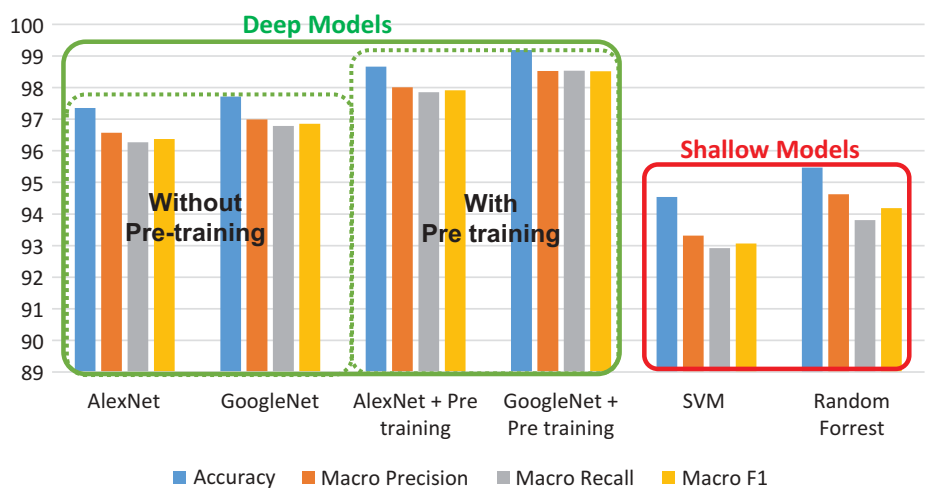 Deep Models
100
99
98
97
96
95
94
93
92
91
90
89
Without
Pre-training
With
Pre training
Shallow Models
AlexNet
GoogleNet
AlexNet + Pre
training
GoogleNet +
Pre training
SVM
Random
Forrest
Accuracy Macro Precision Macro Recall Macro F1